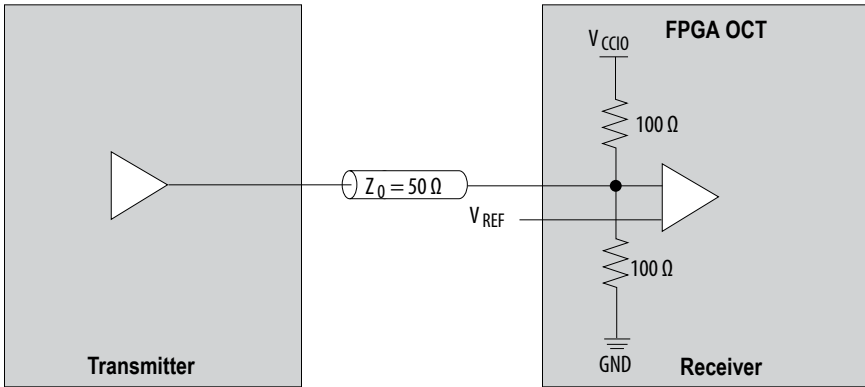 FPGA OCT
V CCIO
100 Ω
Z 0 = 50 Ω
V REF
100 Ω
GND
Transmitter
Receiver